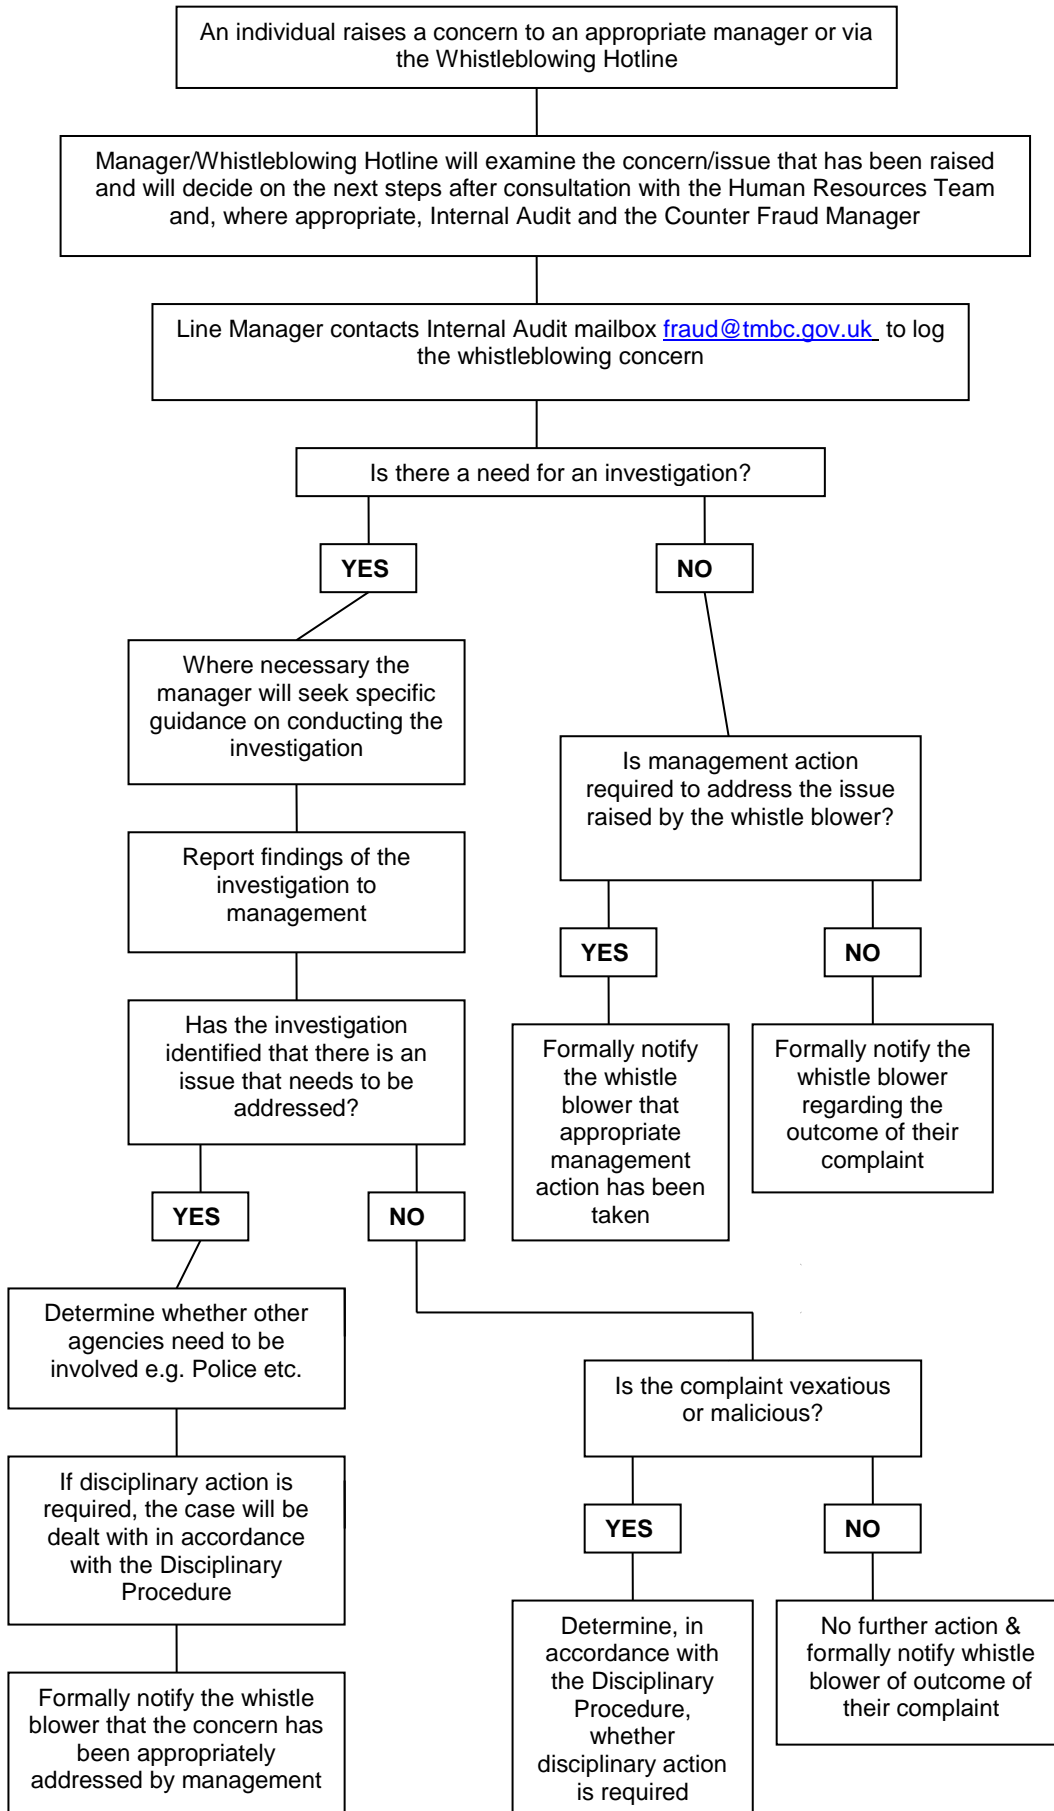 An individual raises a concern to an appropriate manager or via
the Whistleblowing Hotline
Manager/Whistleblowing Hotline will examine the concern/issue that has been raised
and will decide on the next steps after consultation with the Human Resources Team
and, where appropriate, Internal Audit and the Counter Fraud Manager
Line Manager contacts Internal Audit mailbox fraud@tmbc.gov.uk to log
the whistleblowing concern
Is there a need for an investigation?
YES
NO
Where necessary the
manager will seek specific
guidance on conducting the
investigation
Report findings of the
investigation to
management
Has the investigation
identified that there is an
issue that needs to be
addressed?
Is management action
required to address the issue
raised by the whistle blower?
YES
NO
Formally notify
the whistle
blower that
appropriate
management
action has been
taken
Formally notify the
whistle blower
regarding the
outcome of their
complaint
YES
NO
Determine whether other
agencies need to be
involved e.g. Police etc.
If disciplinary action is
required, the case will be
dealt with in accordance
with the Disciplinary
Procedure
Formally notify the whistle
blower that the concern has
been appropriately
addressed by management
Is the complaint vexatious
or malicious?
YES
NO
Determine, in
accordance with
the Disciplinary
Procedure,
whether
disciplinary action
is required
No further action &
formally notify whistle
blower of outcome of
their complaint